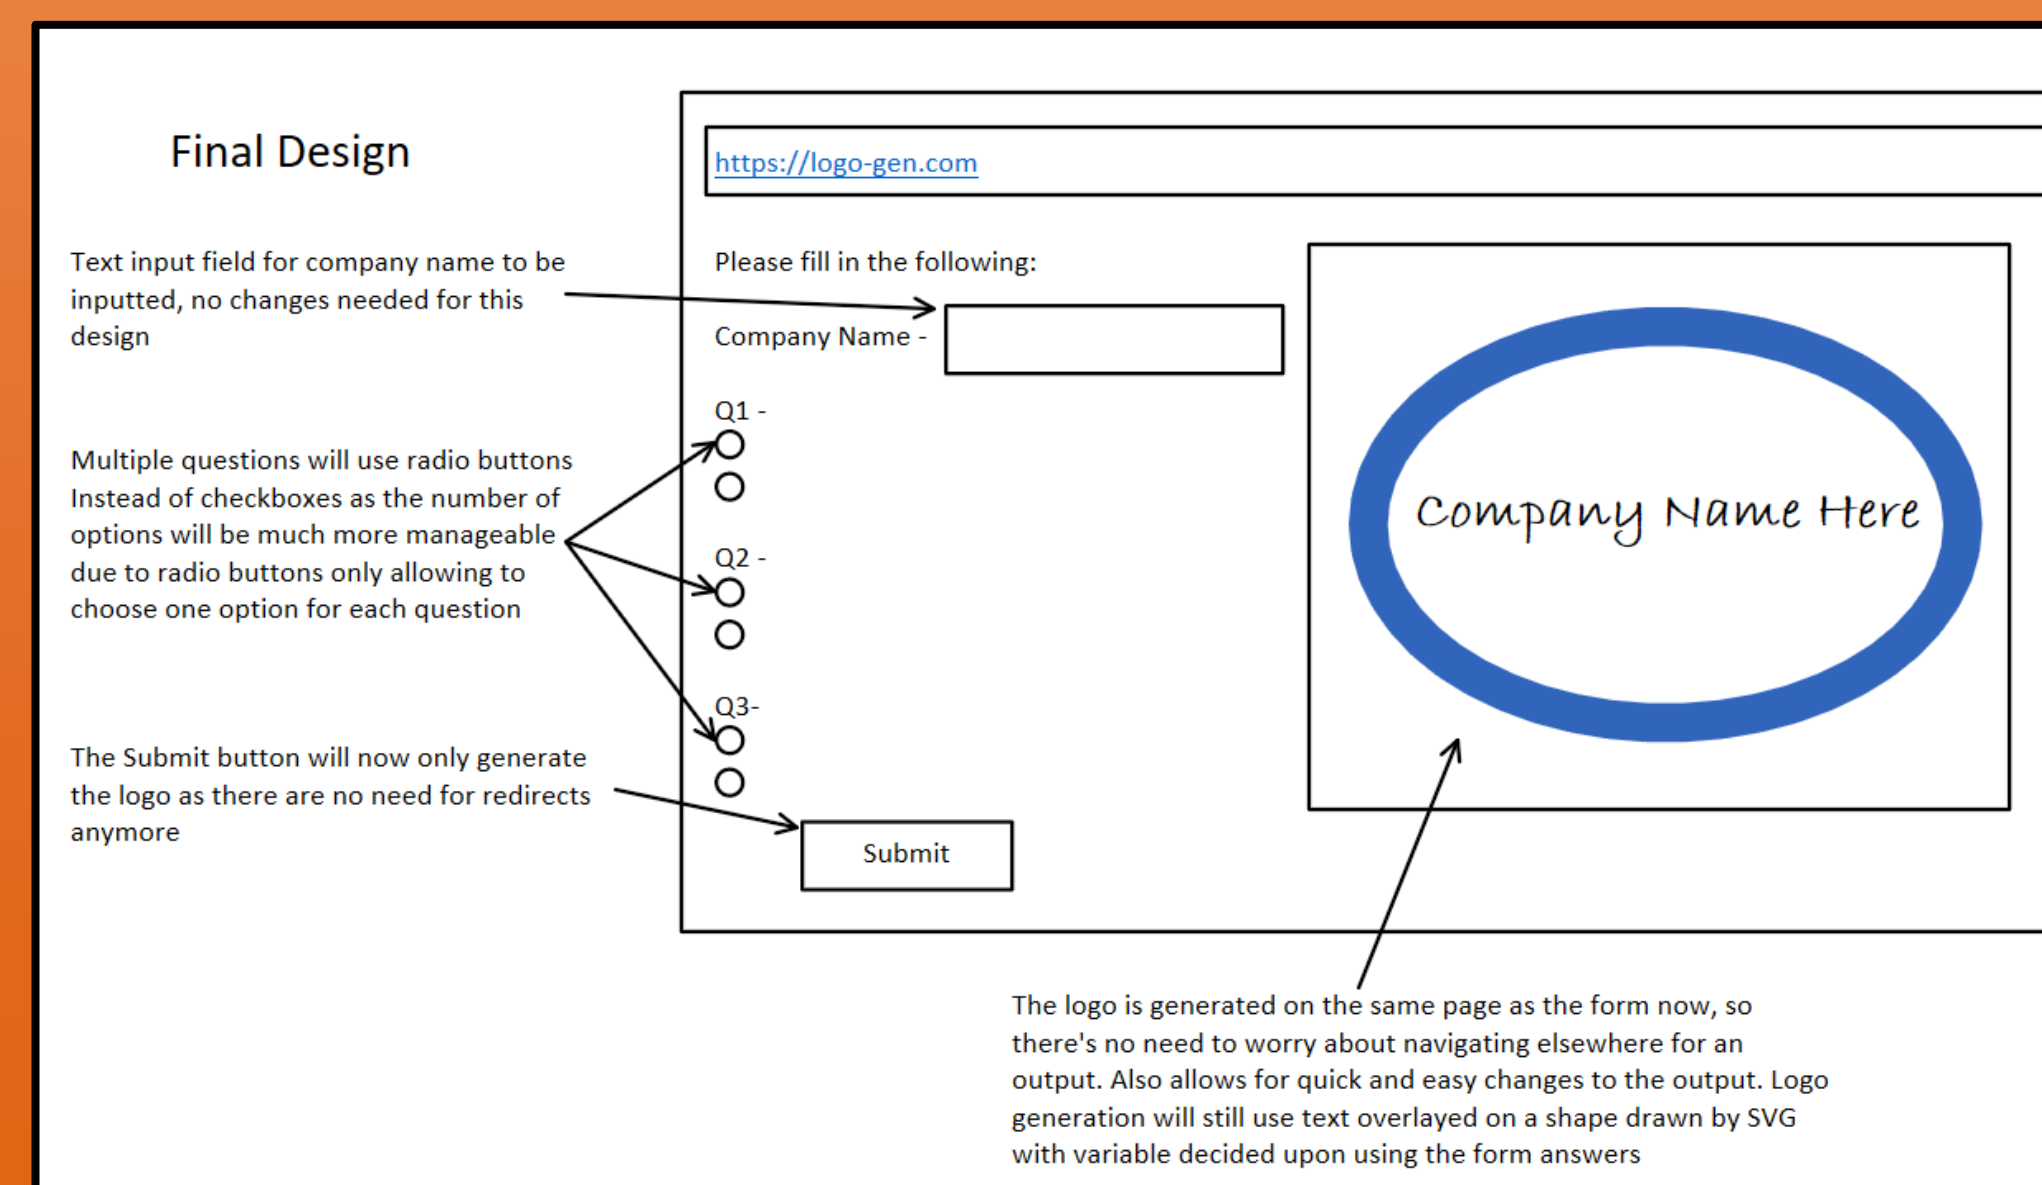 Final Design
https://logo-gen.com
Text input field for company name to be
inputted, no changes needed for this
design
Please fill in the following:
Company Name -
Q1 -
Multiple questions will use radio buttons
Instead of checkboxes as the number of
options will be much more manageable
due to radio buttons only allowing to
choose one option for each question
Q2 -
Q3-
Company Name Here
The Submit button will now only generate
the logo as there are no need for redirects
anymore
Submit
The logo is generated on the same page as the form now, so
there's no need to worry about navigating elsewhere for an
output. Also allows for quick and easy changes to the output. Logo
generation will still use text overlayed on a shape drawn by SVG
with variable decided upon using the form answers